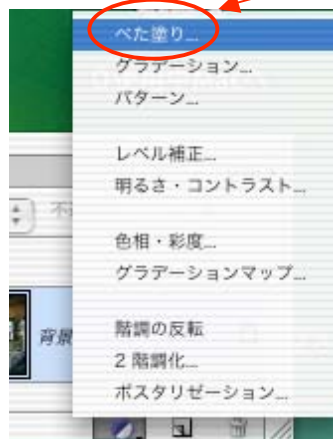 べた塗り...
グラデーション...
パターン...
レベル補正...
明るさ・コントラスト...
色相・彩度...
グラデーションマップ...
階調の反転
2 階調化...
ポスタリゼーション...
背景